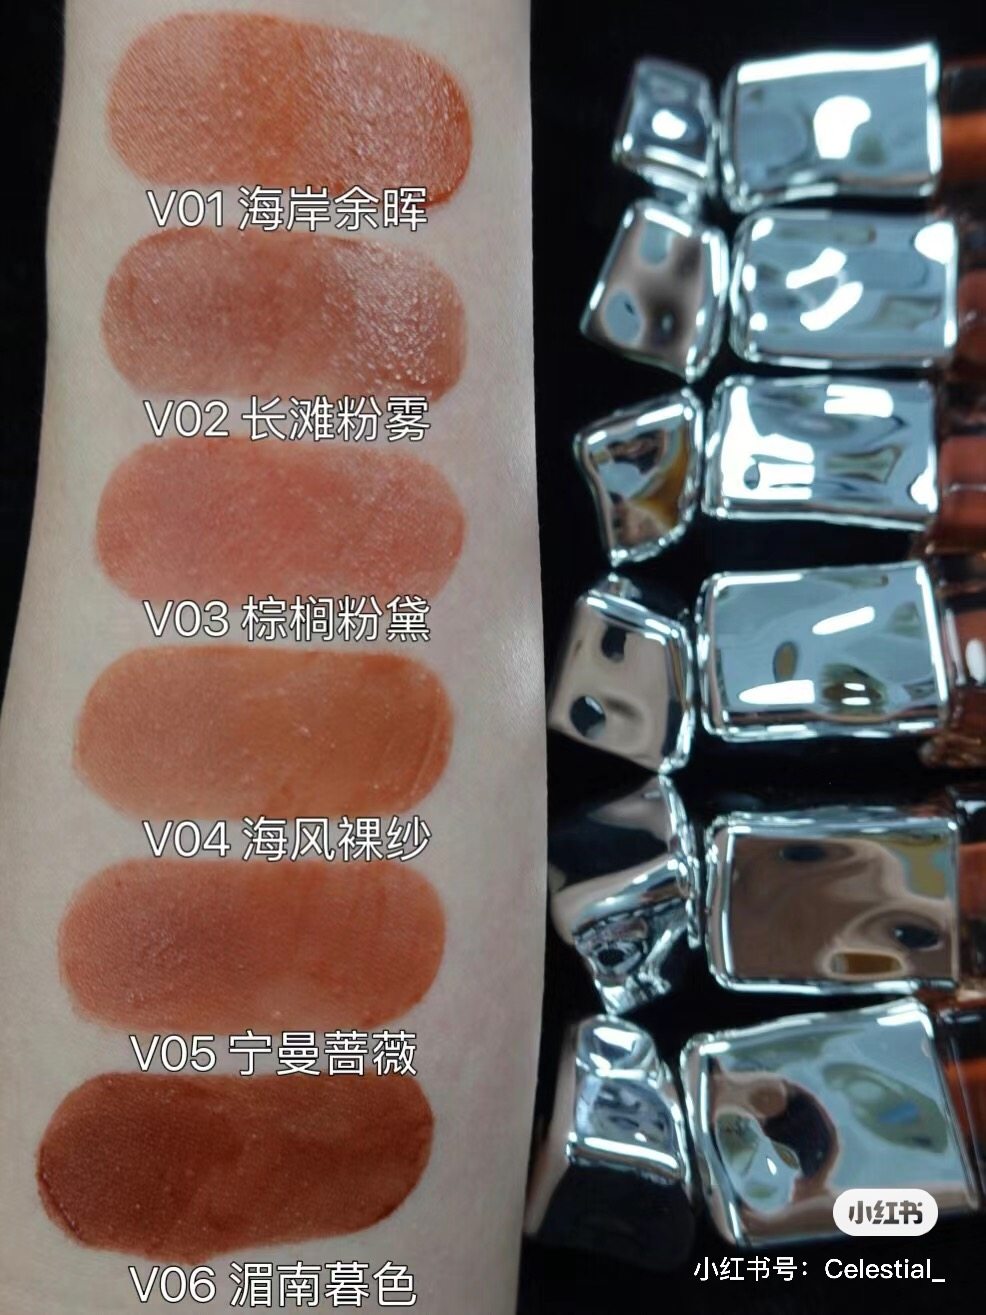 V01 海岸余晖
V02 长滩粉雾
V03 棕榈粉黛
V04 海风裸纱
V05 宁曼蔷薇
V06 湄南暮色
小红书
小红书号：Celestial_